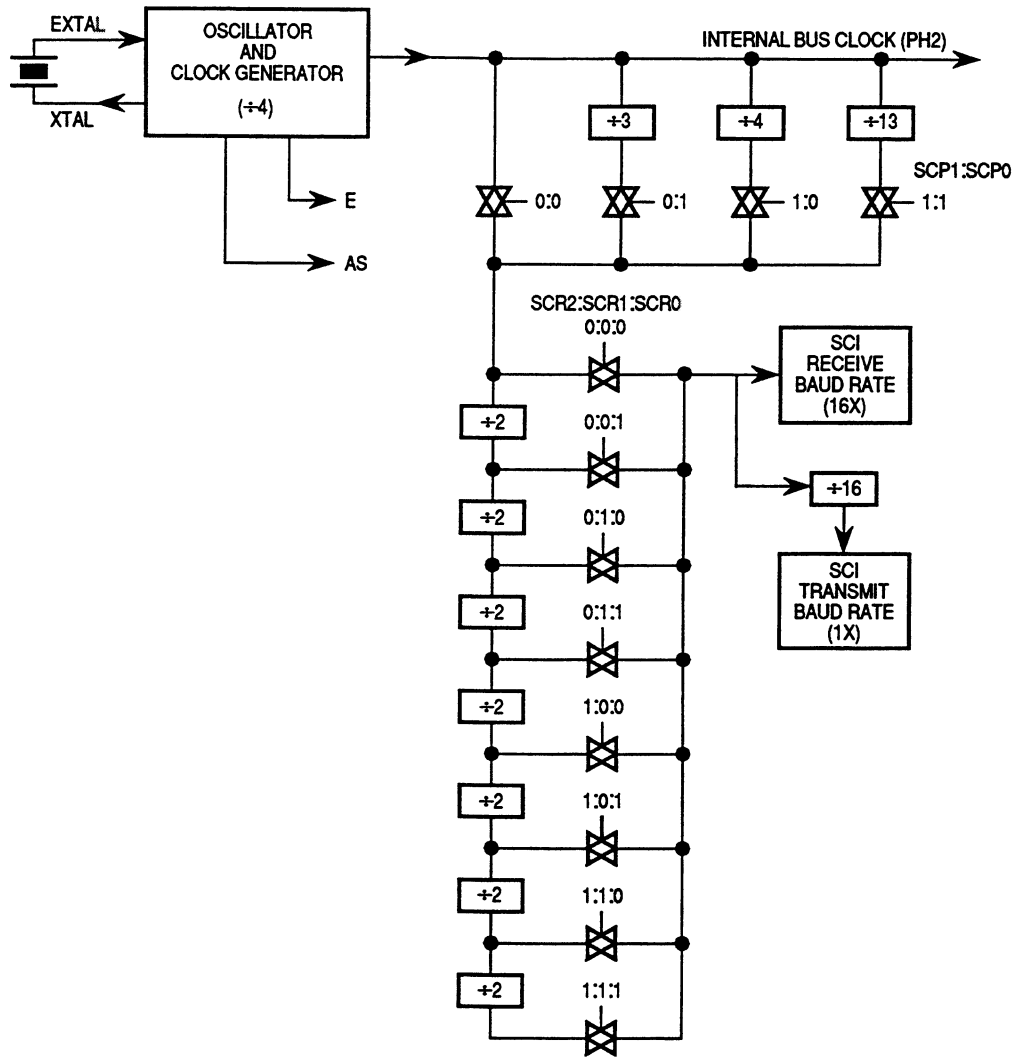 EXTAL
XTAL
OSCILLATOR
AND
CLOCK GENERATOR
(÷4)
E
AS
INTERNAL BUS CLOCK (PH2)
÷3
÷4
÷13
SCP1:SCP0
0:0
0:1
1:0
1:1
SCR2:SCR1:SCR0
0:0:0
÷2
0:0:1
÷2
0:1:0
÷2
0:1:1
÷2
1:0:0
÷2
1:0:1
÷2
1:1:0
÷2
1:1:1
SCI
RECEIVE
BAUD RATE
(16X)
÷16
SCI
TRANSMIT
BAUD RATE
(1X)